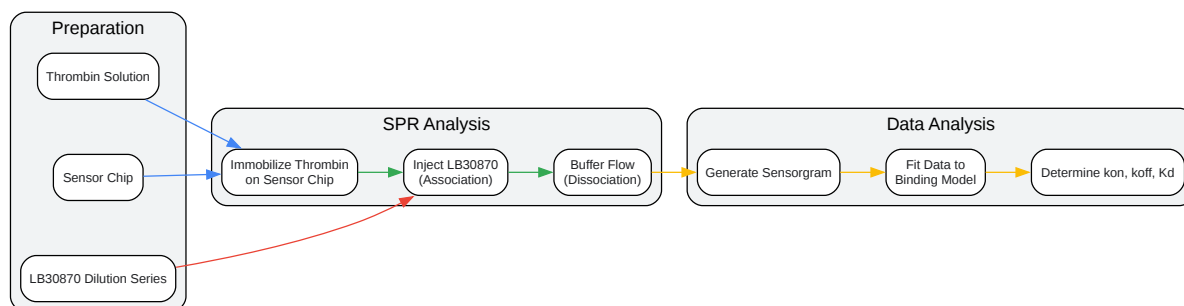 Preparation
Thrombin Solution
Sensor Chip
LB30870 Dilution Series
SPR Analysis
Immobilize Thrombin
on Sensor Chip
Inject LB30870
(Association)
Buffer Flow
(Dissociation)
Data Analysis
Generate Sensorgram
Fit Data to
Binding Model
Determine kon, koff, Kd